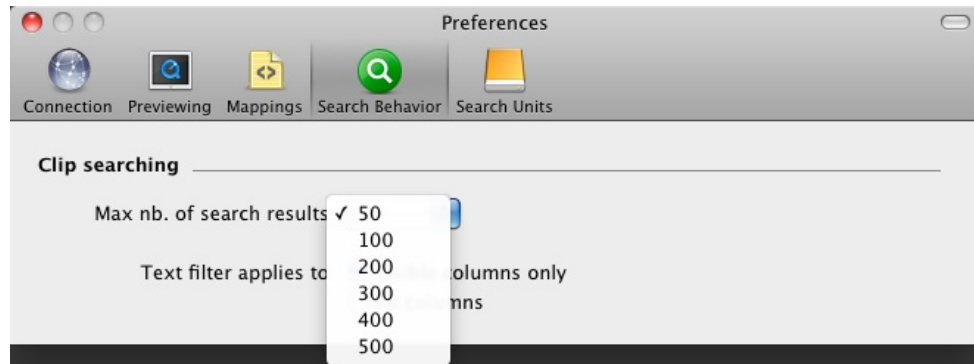 Preferences
Connection Previewing Mappings Search Behavior Search Units
Clip searching
Max nb. of search results ✓ 50
100
200
Text filter applies to columns only
300
400
500